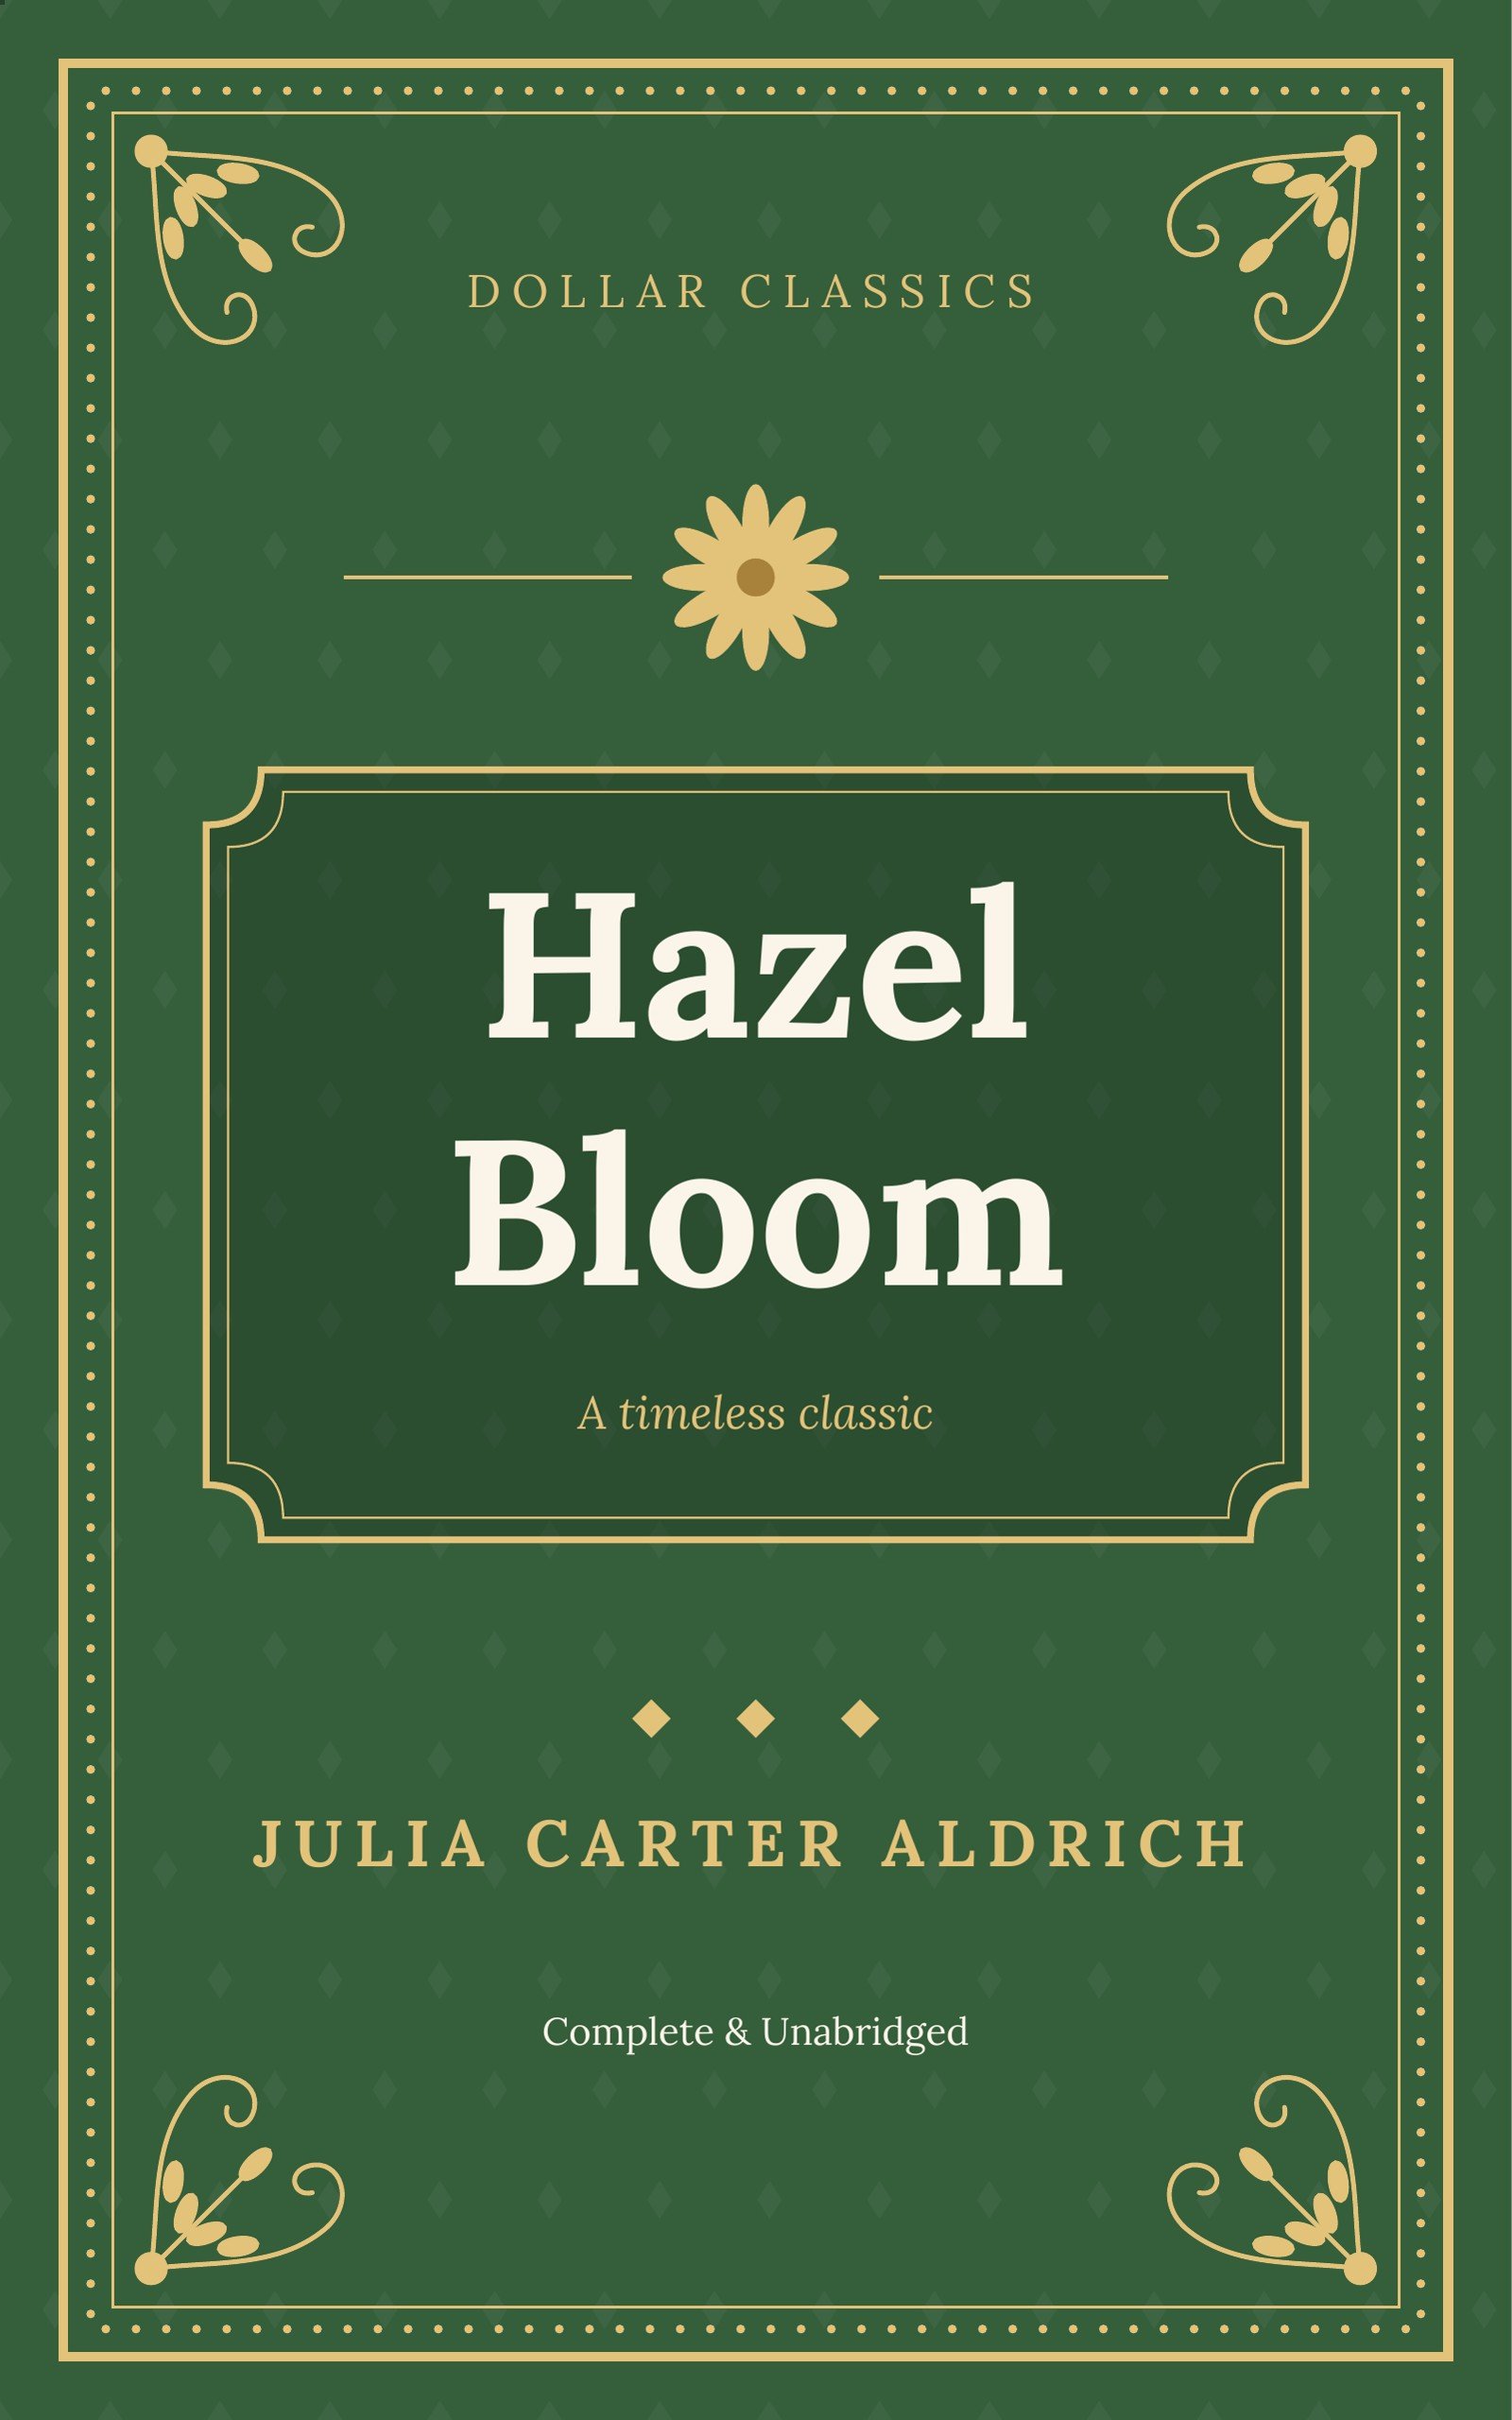 DOLLAR CLASSICS
Hazel
Bloom
A timeless classic
JULIA CARTER ALDRICH
Complete & Unabridged